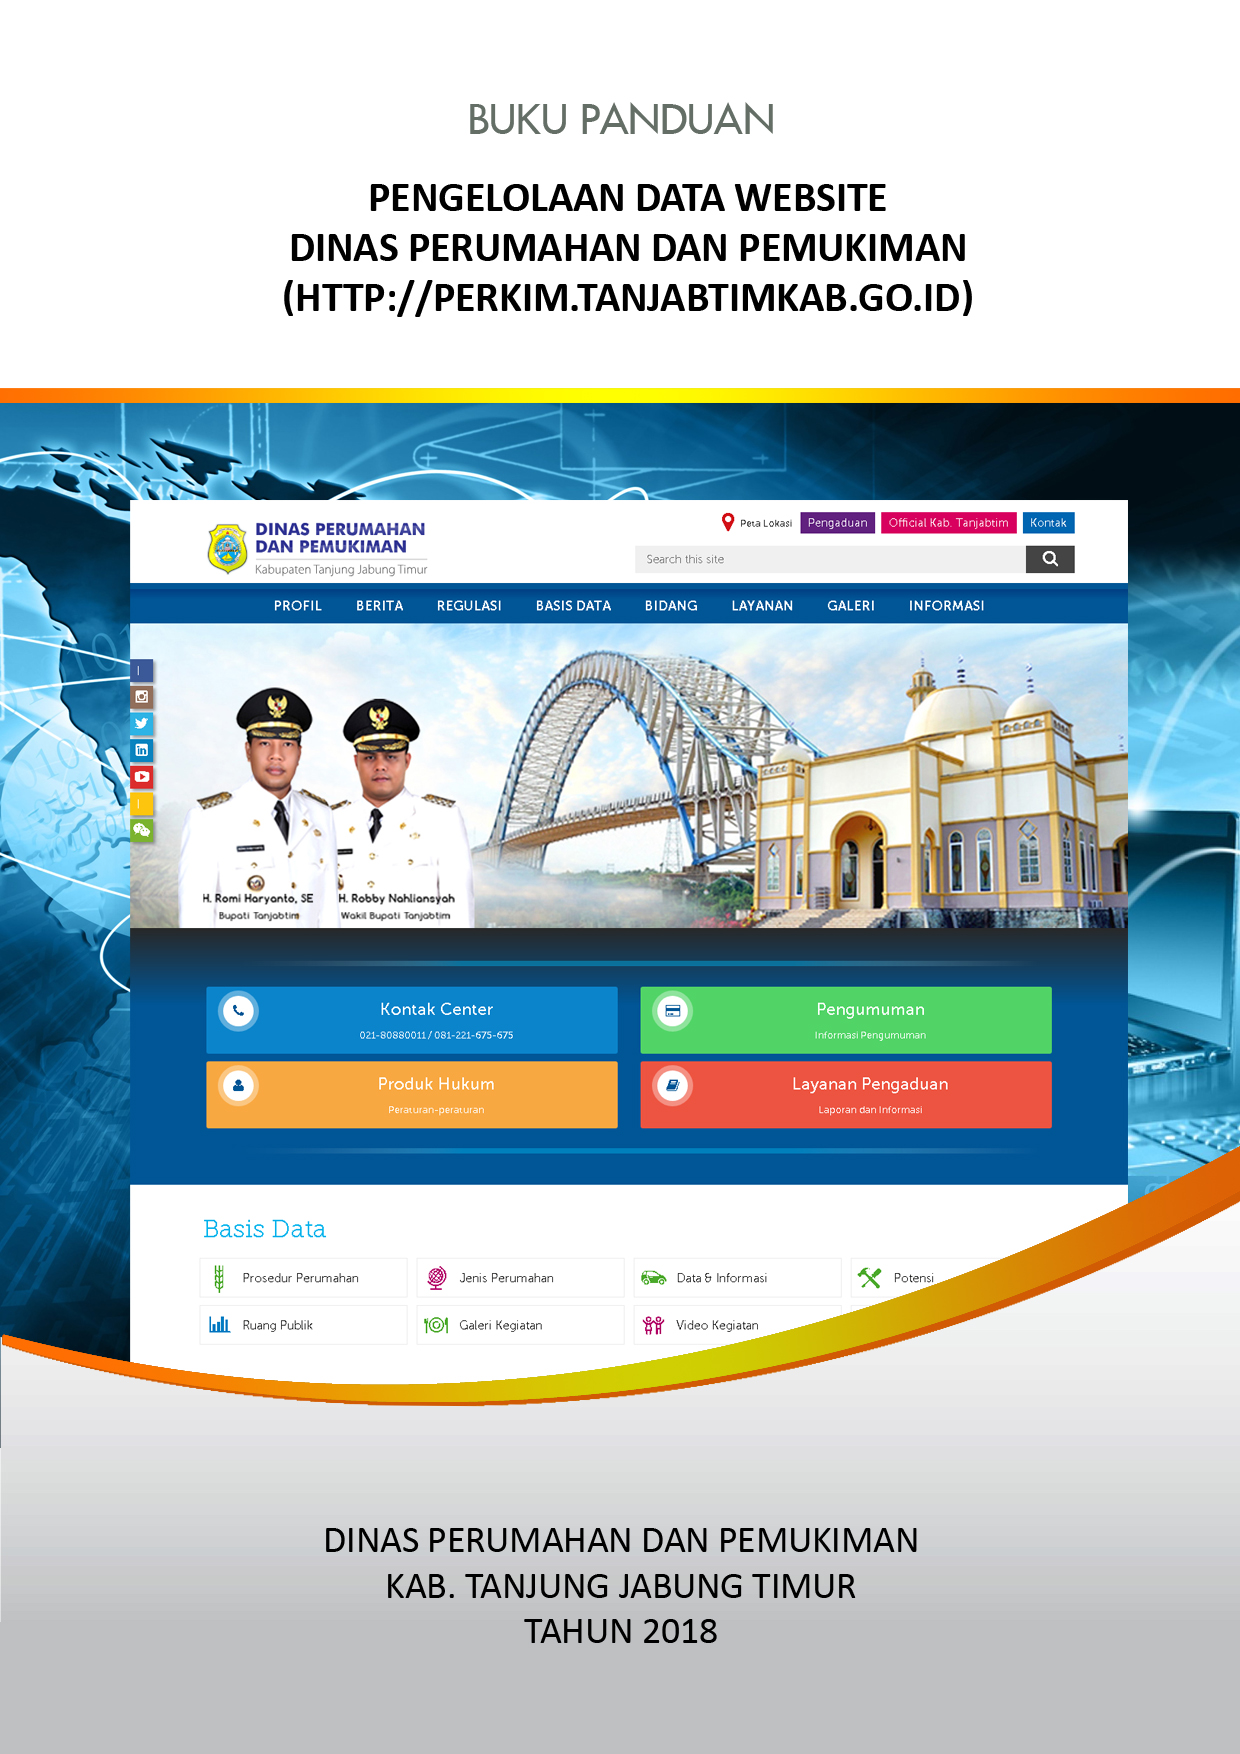 BUKU PANDUAN
PENGELOLAAN DATA WEBSITE
DINAS PERUMAHAN DAN PEMUKIMAN
(HTTP://PERKIM.TANJABTIMKAB.GO.ID)
DINAS PERUMAHAN
DAN PEMUKIMAN
Kabupaten Tanjung Jabung Timur
Peta Lokasi
Pengaduan
Official Kab. Tanjabtim
Kontak
Search this site
PROFIL BERITA REGULASI BASIS DATA BIDANG LAYANAN GALERI INFORMASI
H. Romi Haryanto, SE
Bupati Tanjabtim
H. Robby Nahliansyah
Wakil Bupati Tanjabtim
Kontak Center
021-80880011 / 081-221-675-675
Pengumuman
Informasi Pengumuman
Produk Hukum
Peraturan-peraturan
Layanan Pengaduan
Laporan dan Informasi
Basis Data
Prosedur Perumahan
Jenis Perumahan
Data & Informasi
Potensi
Ruang Publik
Galeri Kegiatan
Video Kegiatan
DINAS PERUMAHAN DAN PEMUKIMAN
KAB. TANJUNG JABUNG TIMUR
TAHUN 2018